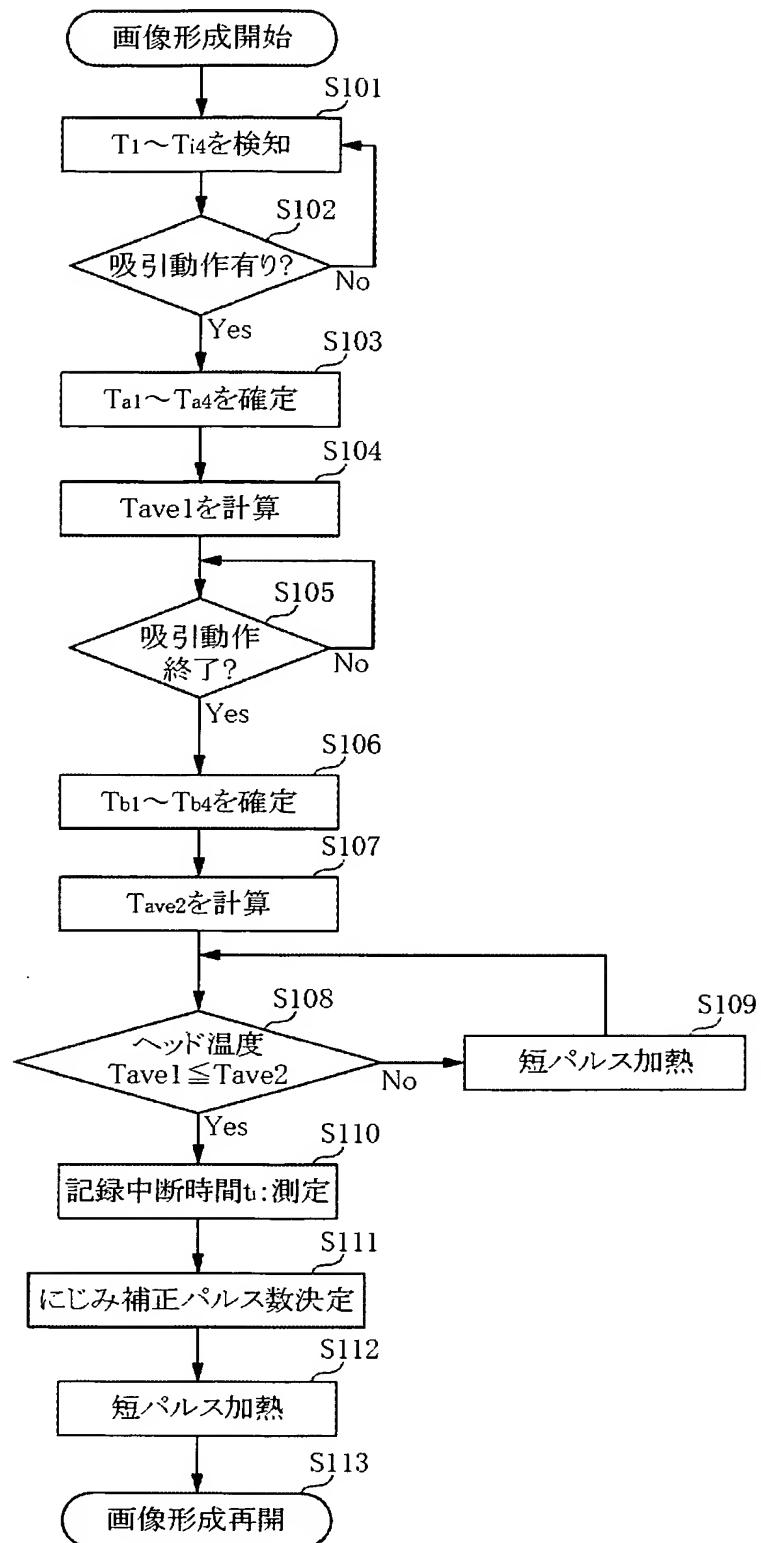 画像形成開始
S101
T1～Ti4を検知
S102
吸引動作有り?
No
Yes
S103
Ta1～Ta4を確定
S104
Tave1を計算
S105
吸引動作
終了?
No
Yes
S106
Tb1～Tb4を確定
S107
Tave2を計算
S108
ヘッド温度
Tave1≦Tave2
No
S109
短パルス加熱
Yes
S110
記録中断時間ti:測定
S111
にじみ補正パルス数決定
S112
短パルス加熱
S113
画像形成再開